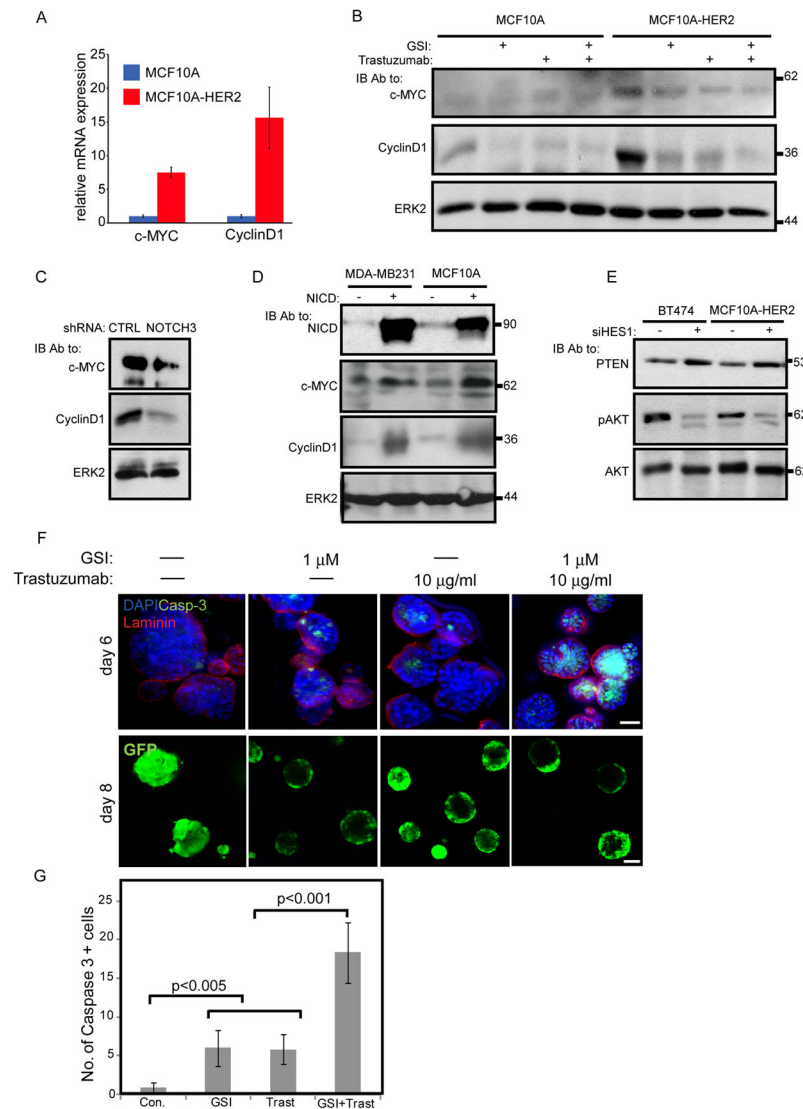 A
relative mRNA expression
25
20
15
10
5
0
MCF10A
MCF10A-HER2
c-MYC
CyclinD1
B
MCF10A
MCF10A-HER2
GSI:
+
+
+
+
Trastuzumab:
+
+
+
+
IB Ab to:
c-MYC
62
CyclinD1
36
ERK2
44
C
shRNA: CTRL NOTCH3
IB Ab to:
c-MYC
CyclinD1
ERK2
D
MDA-MB231
MCF10A
NICD:
-
+
-
+
IB Ab to:
NICD
90
c-MYC
62
CyclinD1
36
ERK2
44
E
BT474
MCF10A-HER2
siHES1
-
+
-
+
IB Ab to:
PTEN
53
pAKT
62
AKT
62
F
GSI:
—
1 µM
—
1 µM
Trastuzumab:
—
—
10 µg/ml
10 µg/ml
DAPI Casp-3
Laminin
day 6
GFP
day 8
G
No. of Caspase 3 + cells
25
20
15
10
5
0
p<0.005
p<0.001
Con.
GSI
Trast
GSI+Trast